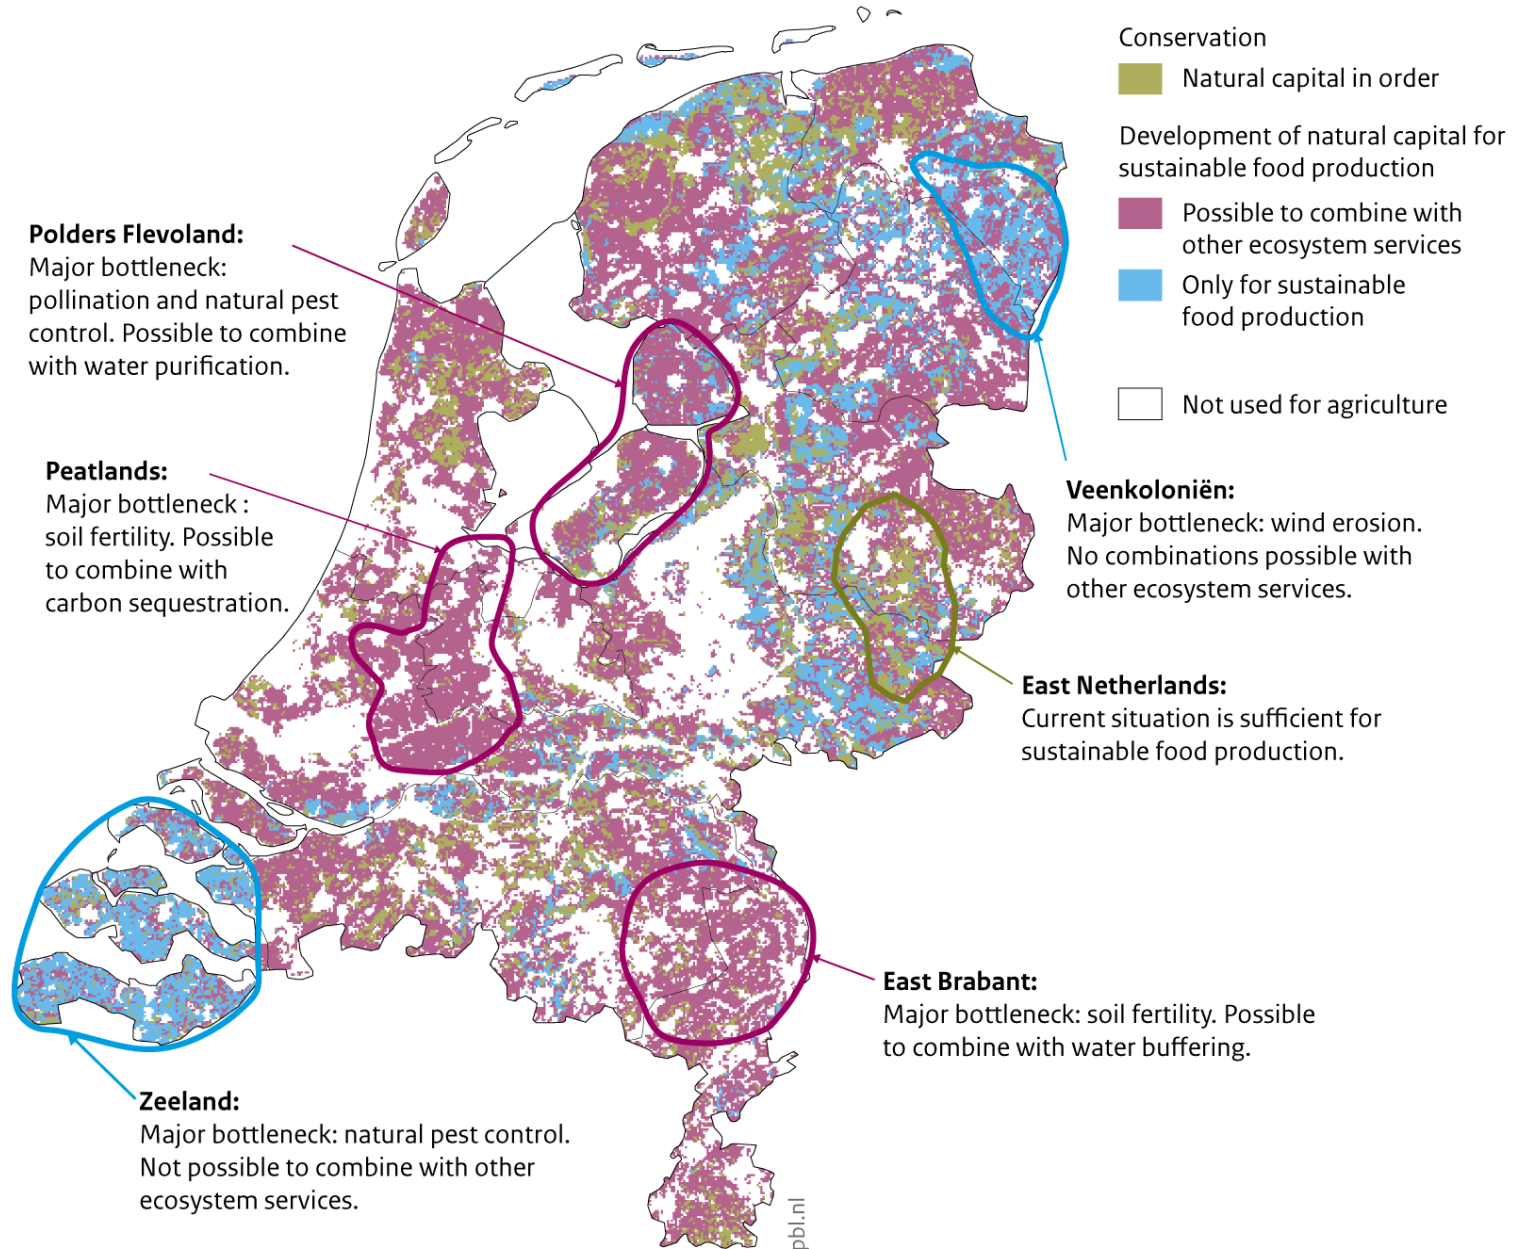 Conservation
Natural capital in order
Development of natural capital for
sustainable food production
Possible to combine with
other ecosystem services
Only for sustainable
food production
Not used for agriculture
Polders Flevoland:
Major bottleneck:
pollination and natural pest
control. Possible to combine
with water purification.
Peatlands:
Major bottleneck :
soil fertility. Possible
to combine with
carbon sequestration.
Veenkoloniën:
Major bottleneck: wind erosion.
No combinations possible with
other ecosystem services.
East Netherlands:
Current situation is sufficient for
sustainable food production.
East Brabant:
Major bottleneck: soil fertility. Possible
to combine with water buffering.
Zeeland:
Major bottleneck: natural pest control.
Not possible to combine with other
ecosystem services.
pbl.nl